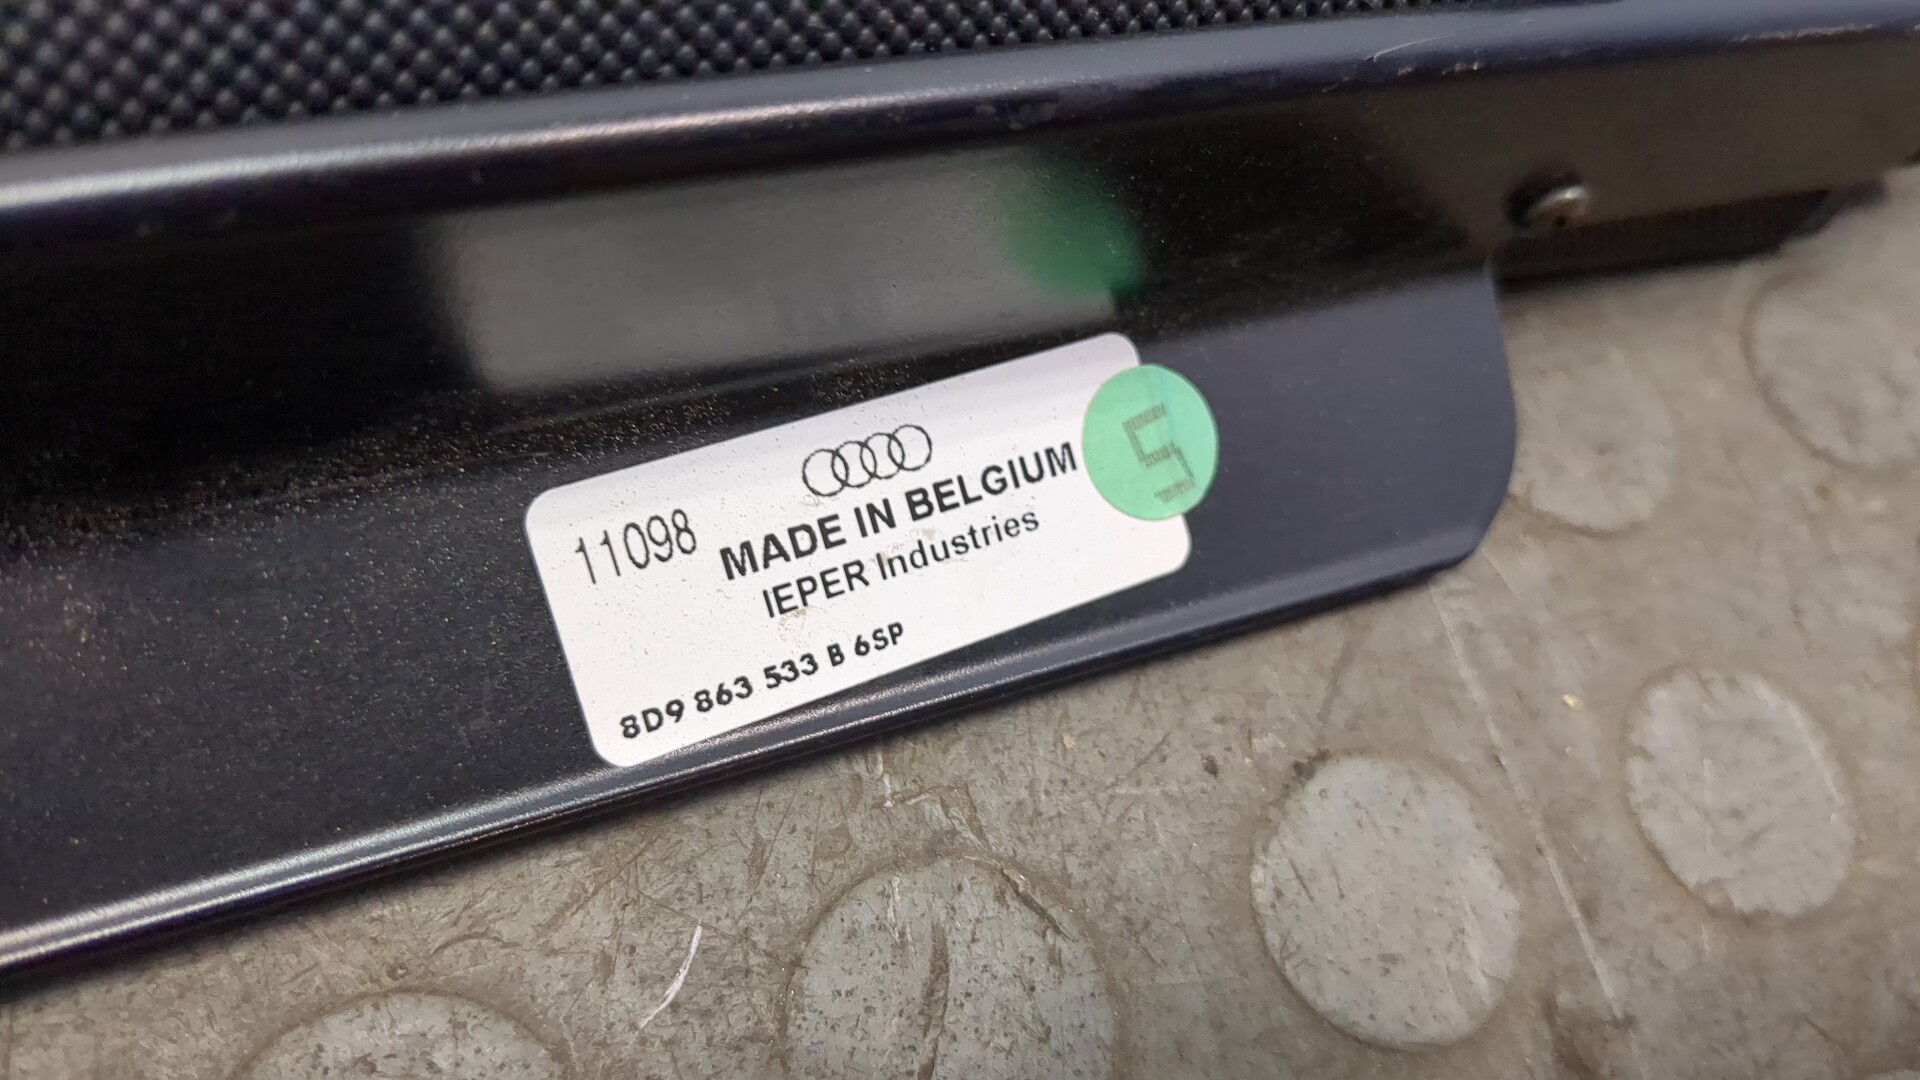 11098
MADE IN BELGIUM
IEPER Industries
8D9 863 533 B 6SP
5